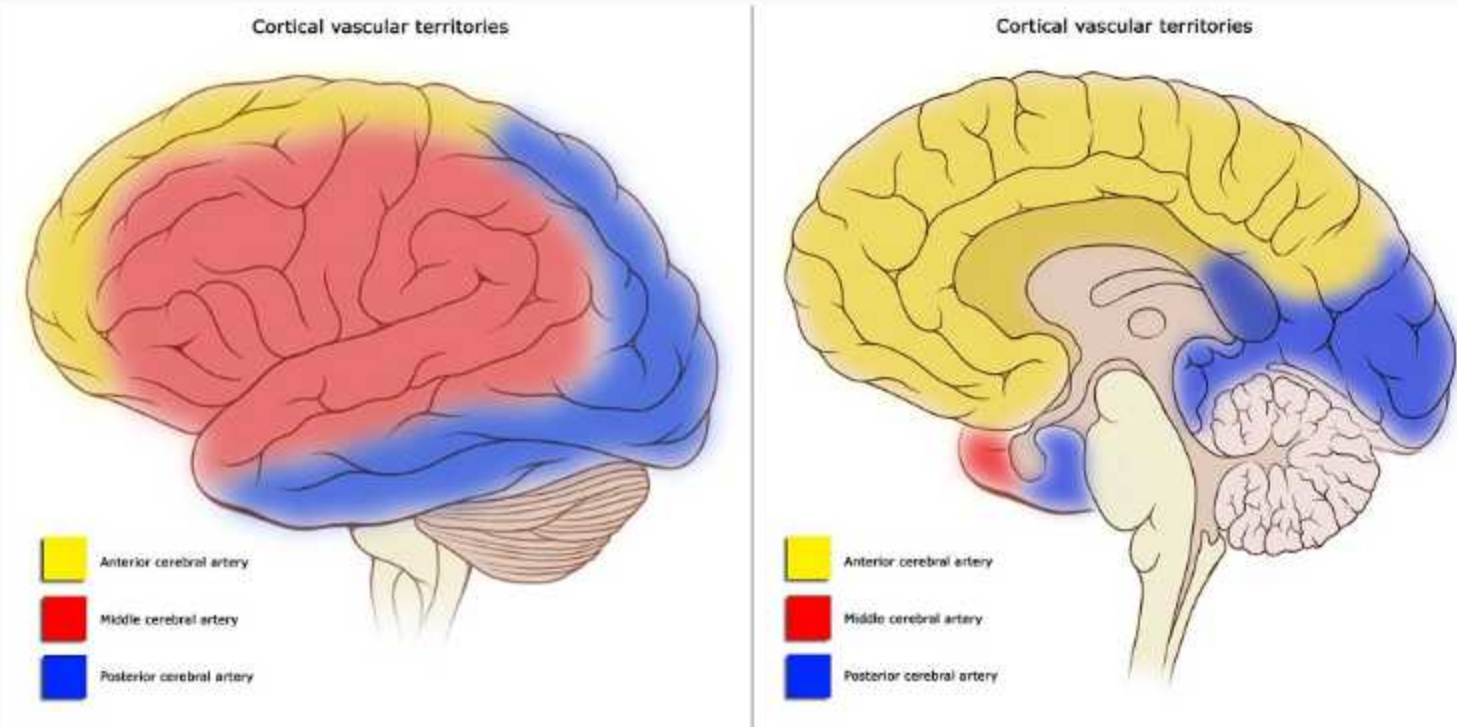 Cortical vascular territories
Anterior cerebral artery
Middle cerebral artery
Posterior cerebral artery
Cortical vascular territories
Anterior cerebral artery
Middle cerebral artery
Posterior cerebral artery